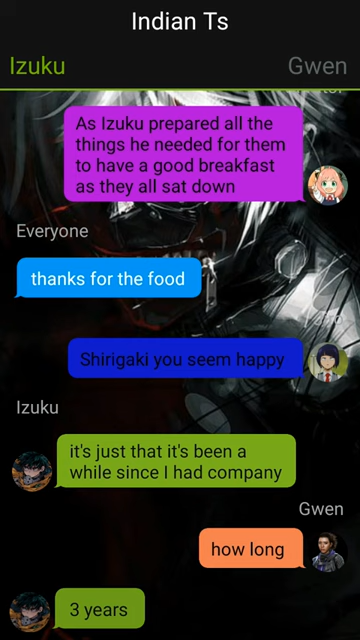 Indian Ts
Izuku
Gwen
As Izuku prepared all the
things he needed for them
to have a good breakfast
as they all sat down
Everyone
thanks for the food
Shirigaki you seem happy
Izuku
it's just that it's been a
while since I had company
Gwen
how long
3 years